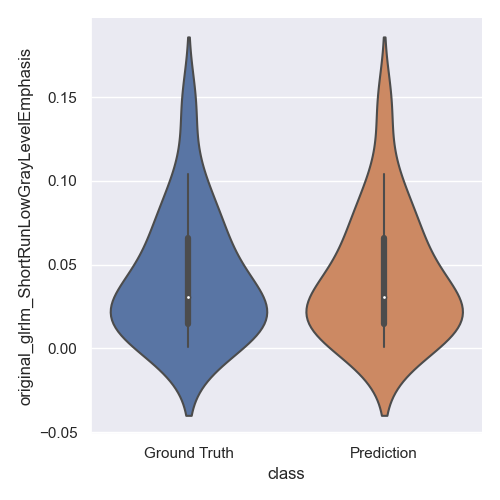 original_glrlm_ShortRunLowGrayLevelEmphasis
0.15
0.10
0.05
0.00
−0.05
Ground Truth
Prediction
class